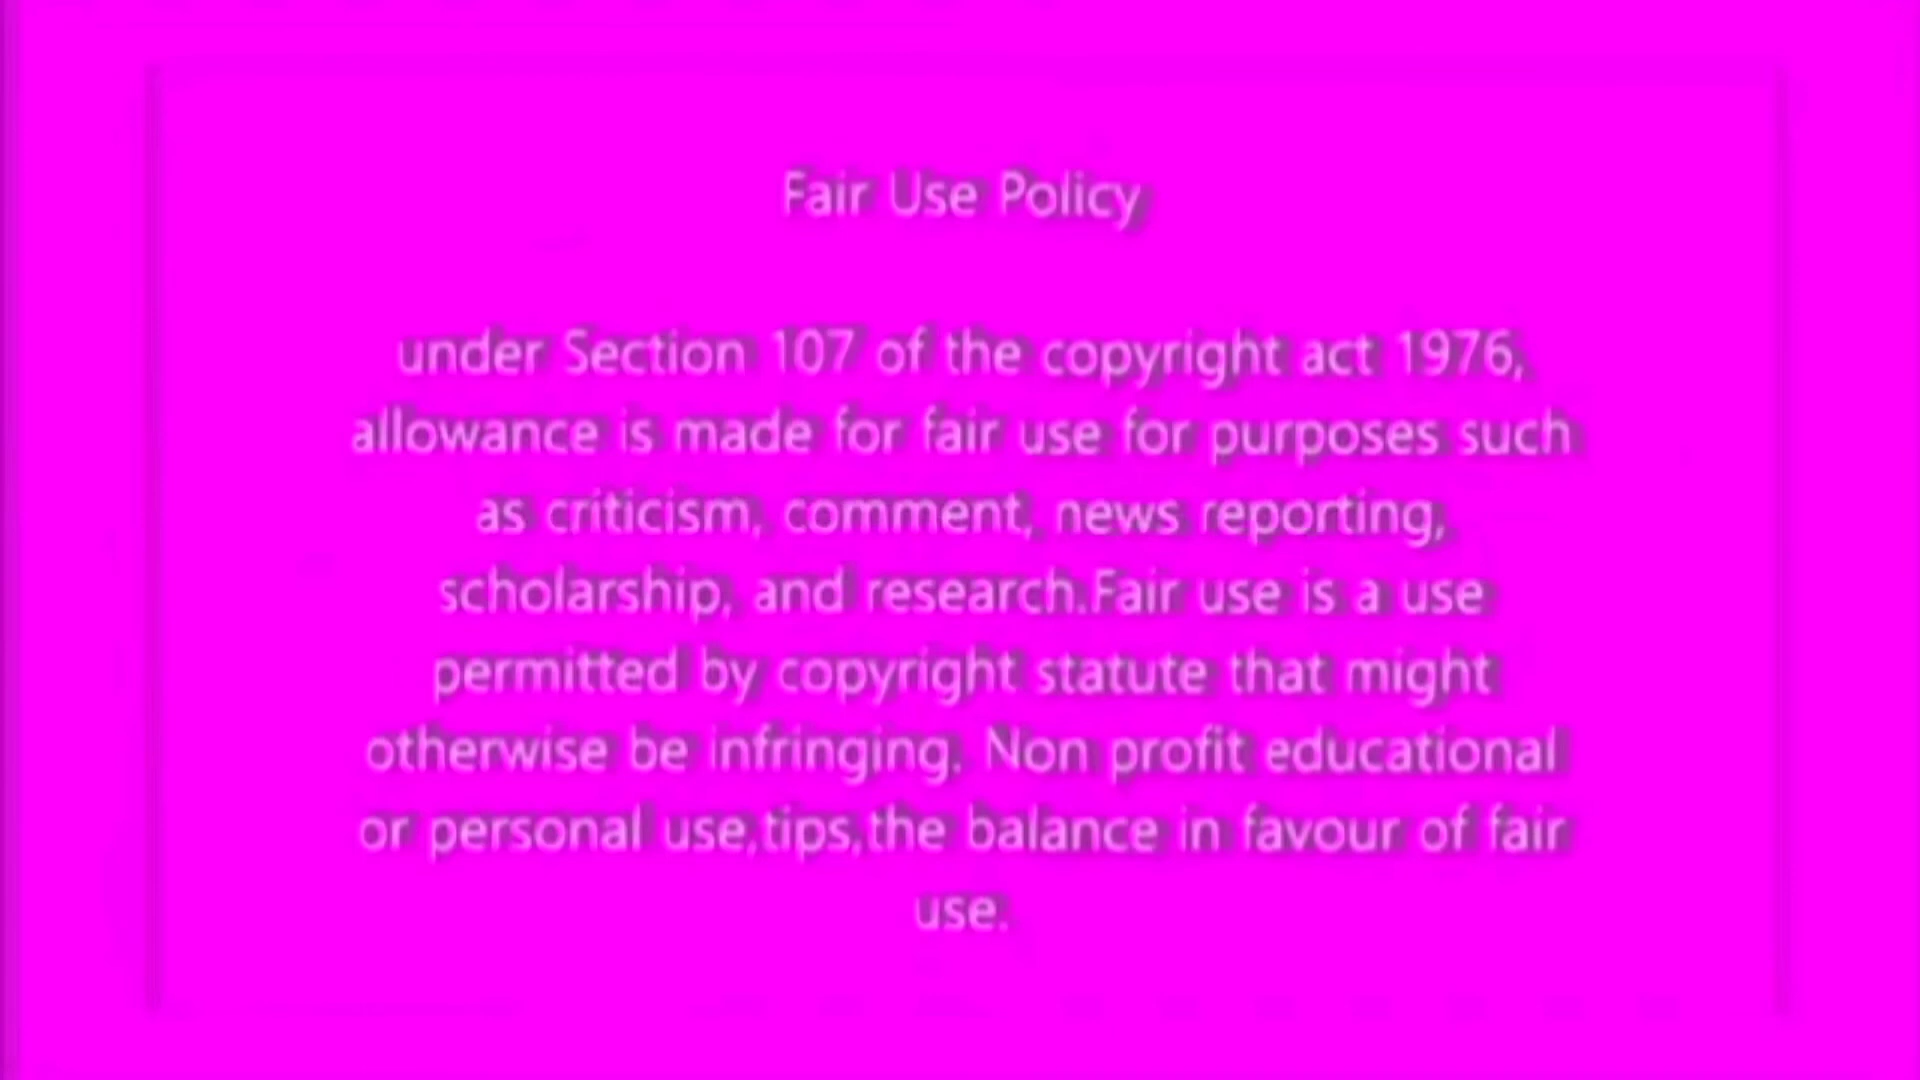 Fair Use Policy
under Section 107 of the copyright act 1976,
allowance is made for fair use for purposes such
as criticism, comment, news reporting,
scholarship, and research.Fair use is a use
permitted by copyright statute that might
otherwise be infringing. Non profit educational
or personal use,tips,the balance in favour of fair
use.